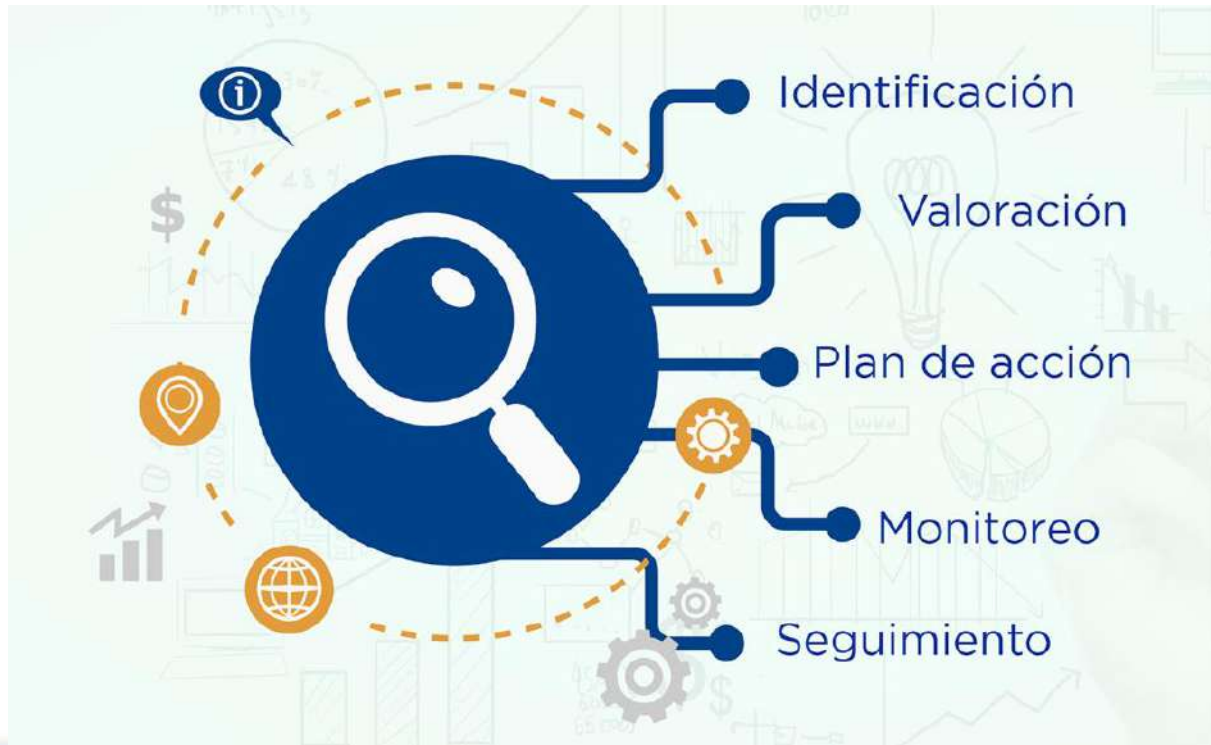 Identificación
Valoración
Plan de acción
Monitoreo
Seguimiento